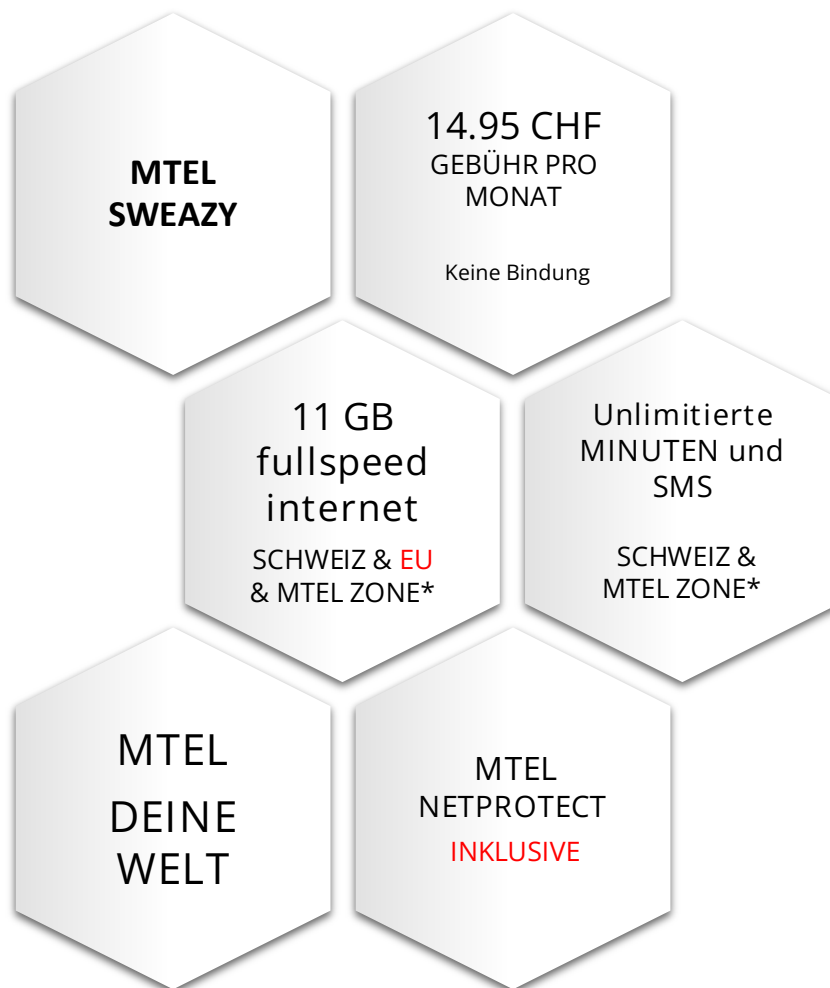 MTEL
SWEAZY
14.95 CHF
GEBÜHR PRO
MONAT
Keine Bindung
11 GB
fullspeed
internet
SCHWEIZ & EU
& MTEL ZONE*
Unlimitierte
MINUTEN und
SMS
SCHWEIZ &
MTEL ZONE*
MTEL
DEINE
WELT
MTEL
NETPROTECT
INKLUSIVE